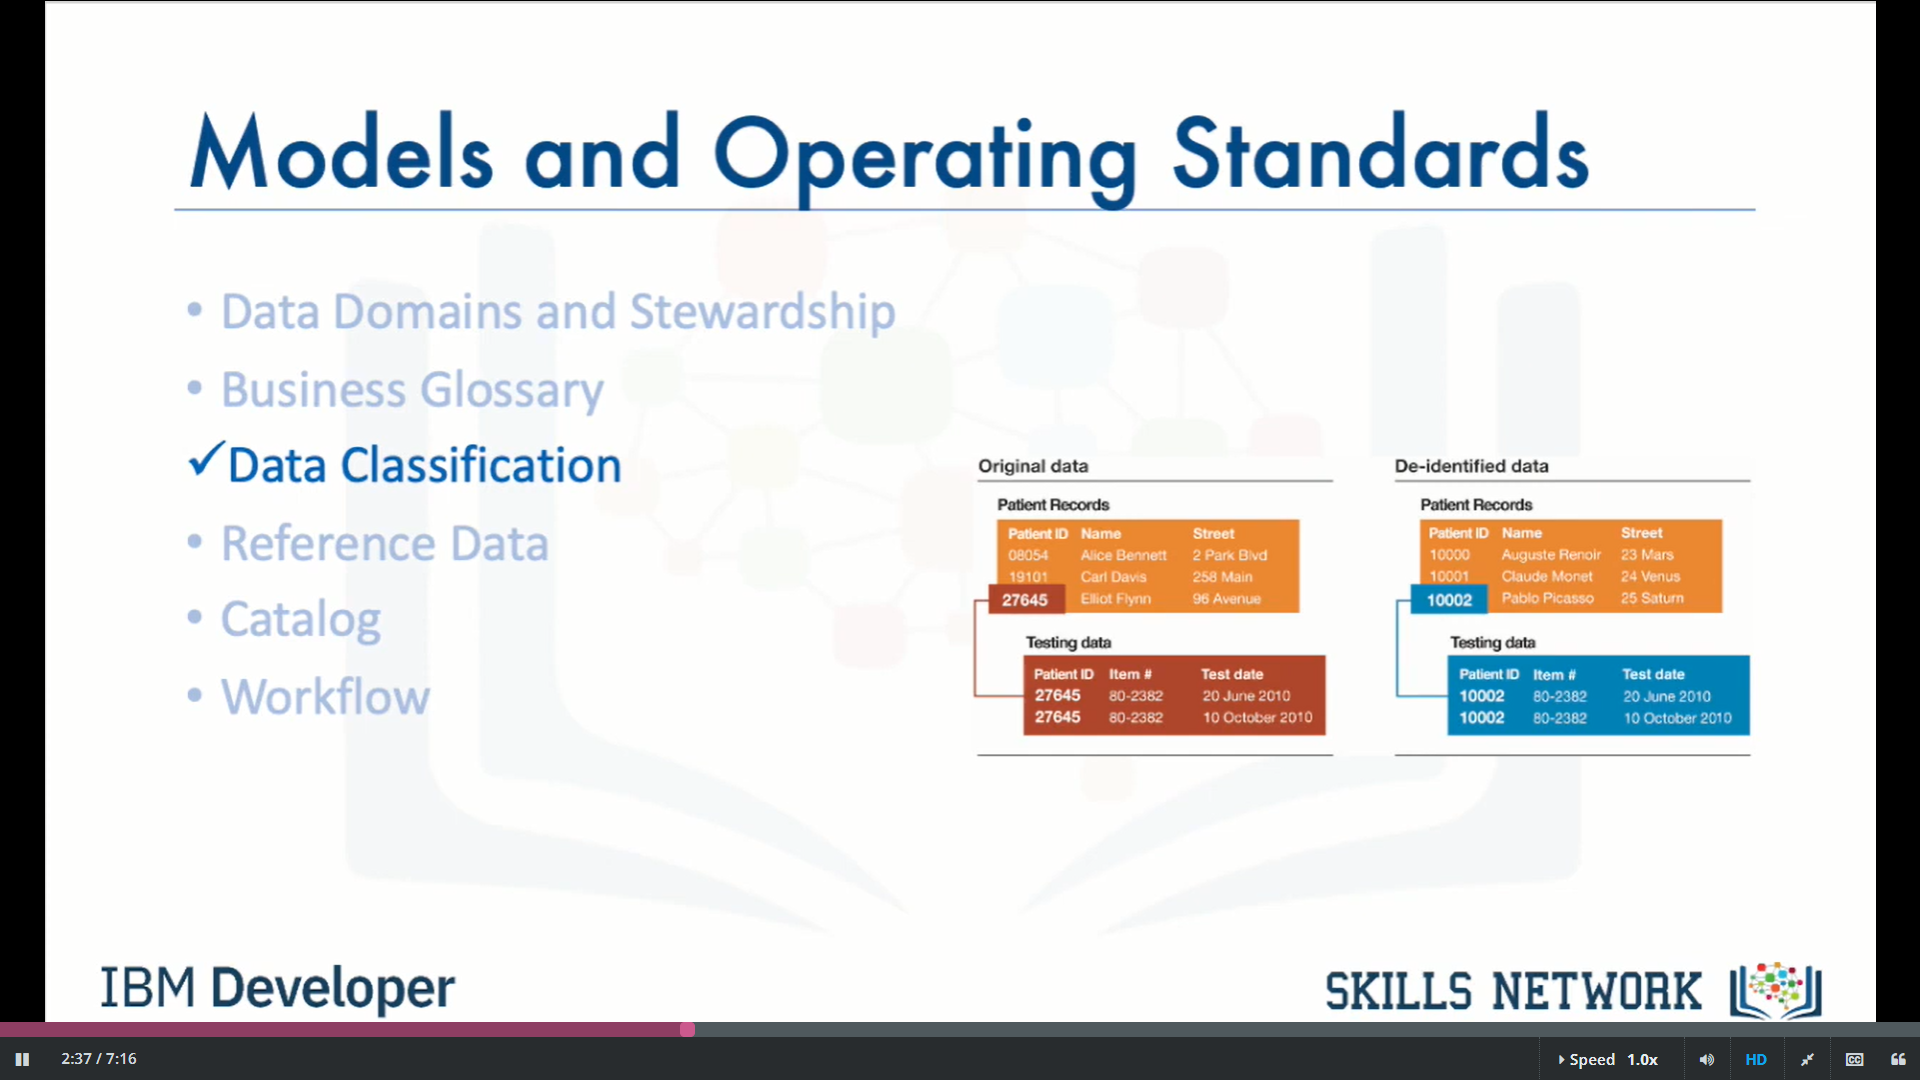 Models and Operating Standards
• Data Domains and Stewardship
• Business Glossary
✓Data Classification
• Reference Data
• Catalog
• Workflow
Original data
Patient Records
Patient ID Name Street
08054 Alice Bennett 2 Park Blvd
19101 Carl Davis 258 Main
27645 Elliot Flynn 96 Avenue
Testing data
Patient ID Item # Test date
27645 80-2382 20 June 2010
27645 80-2382 10 October 2010
De-identified data
Patient Records
Patient ID Name Street
10000 Auguste Renoir 23 Mars
10001 Claude Monet 24 Venus
10002 Pablo Picasso 25 Saturn
Testing data
Patient ID Item # Test date
10002 80-2382 20 June 2010
10002 80-2382 10 October 2010
IBM Developer
SKILLS NETWORK
2:37 / 7:16
Speed 1.0x
HD
CC